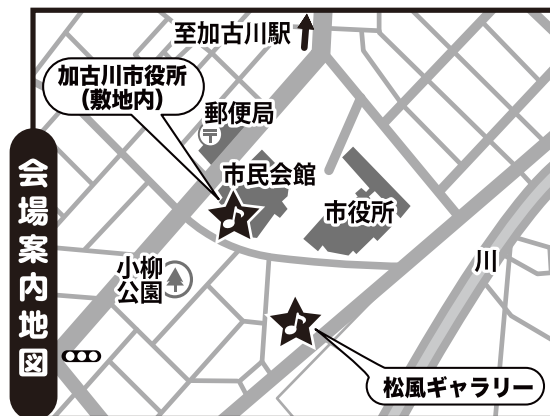 至加古川駅
加古川市役所
(敷地内)
郵便局
〒
市民会館
市役所
会場案内地図
小柳
公園
川
松風ギャラリー